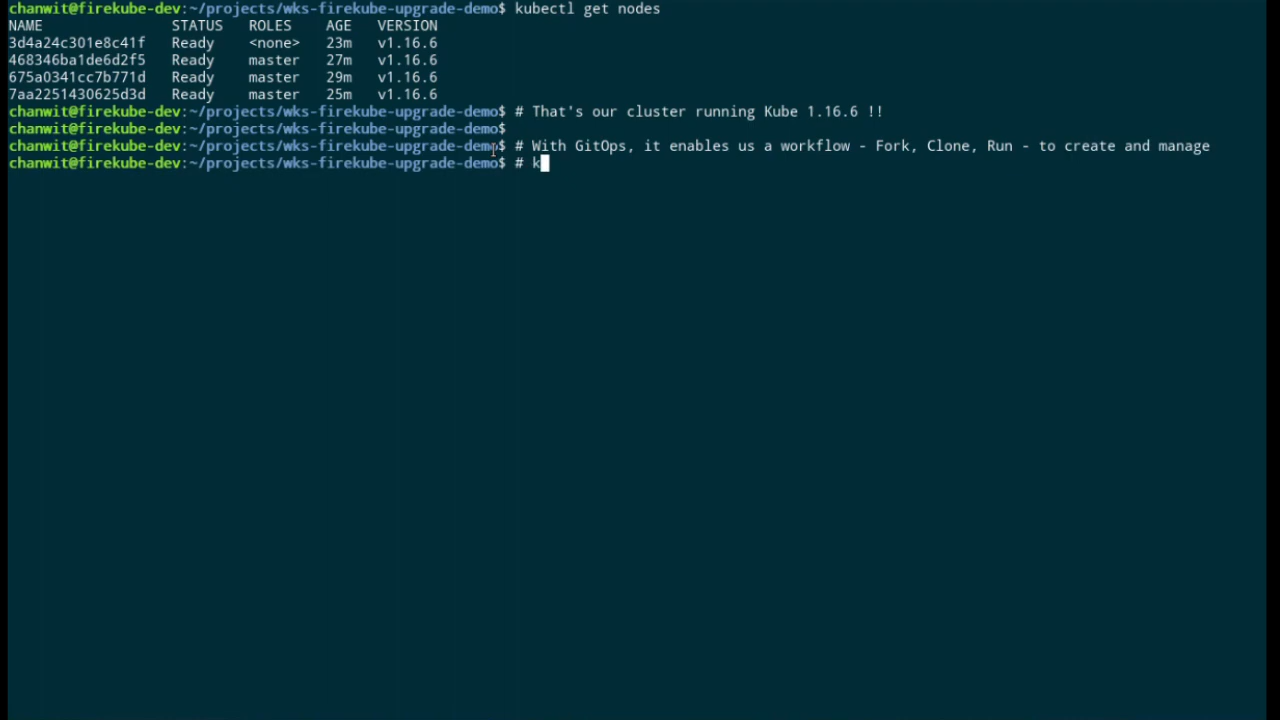 chanwit@firekube-dev:~/projects/wks-firekube-upgrade-demo$ kubectl get nodes
NAME STATUS ROLES AGE VERSION
3d4a24c301e8c41f Ready <none> 23m v1.16.6
468346ba1de6d2f5 Ready master 27m v1.16.6
675a0341cc7b771d Ready master 29m v1.16.6
7aa2251430625d3d Ready master 25m v1.16.6
chanwit@firekube-dev:~/projects/wks-firekube-upgrade-demo$ # That's our cluster running Kube 1.16.6 !!
chanwit@firekube-dev:~/projects/wks-firekube-upgrade-demo$
chanwit@firekube-dev:~/projects/wks-firekube-upgrade-demo$ # With GitOps, it enables us a workflow - Fork, Clone, Run - to create and manage
chanwit@firekube-dev:~/projects/wks-firekube-upgrade-demo$ # k